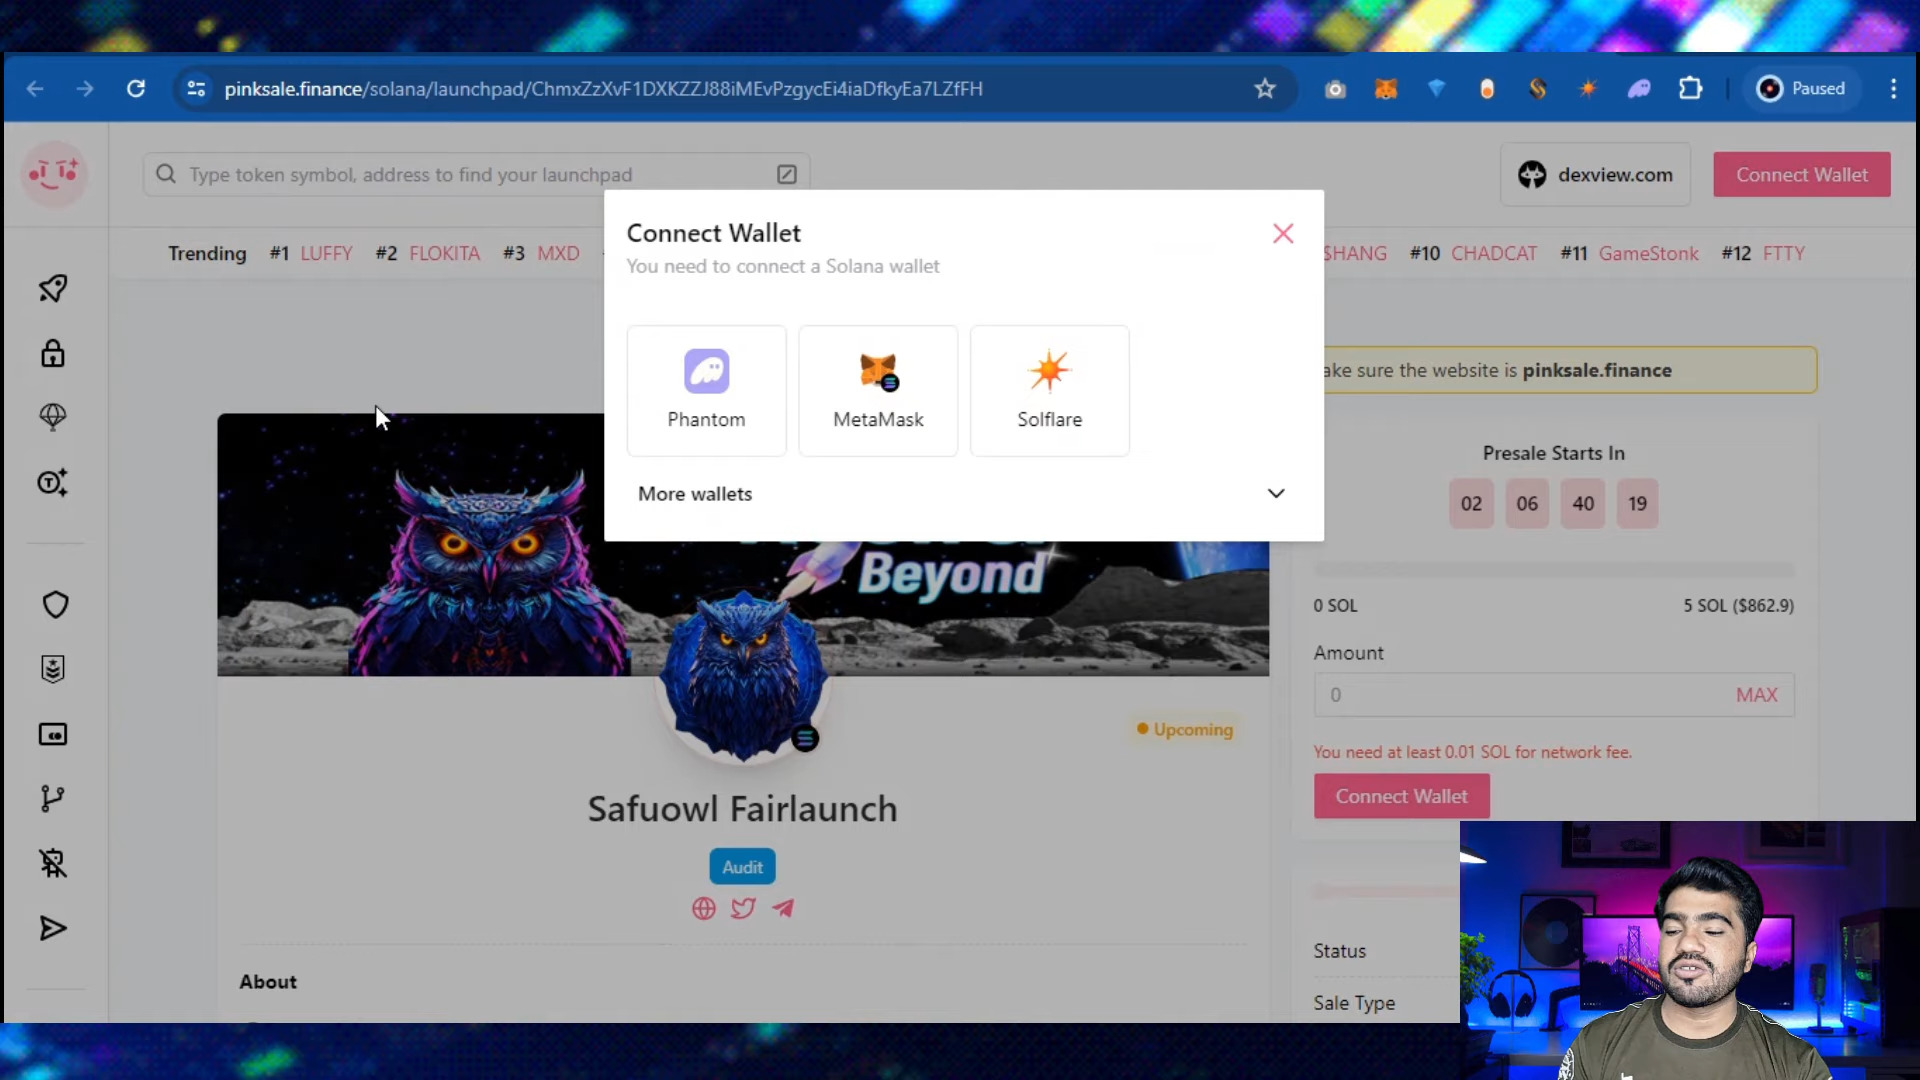 pinksale.finance/solana/launchpad/ChmxZzXvF1DXKZZJ88iMEvPzgycEi4iaDfkyEa7LZfFH
Paused
Type token symbol, address to find your launchpad
dexview.com
Connect Wallet
Trending #1 LUFFY #2 FLOKITA #3 MXD
$HANG #10 CHADCAT #11 GameStonk #12 FTTY
Connect Wallet
You need to connect a Solana wallet
Phantom
MetaMask
Solflare
More wallets
ake sure the website is pinksale.finance
Presale Starts In
02 06 40 19
Beyond
0 SOL
5 SOL ($862.9)
Amount
0
MAX
Upcoming
You need at least 0.01 SOL for network fee.
Connect Wallet
Safuowl Fairlaunch
Audit
About
Status
Sale Type